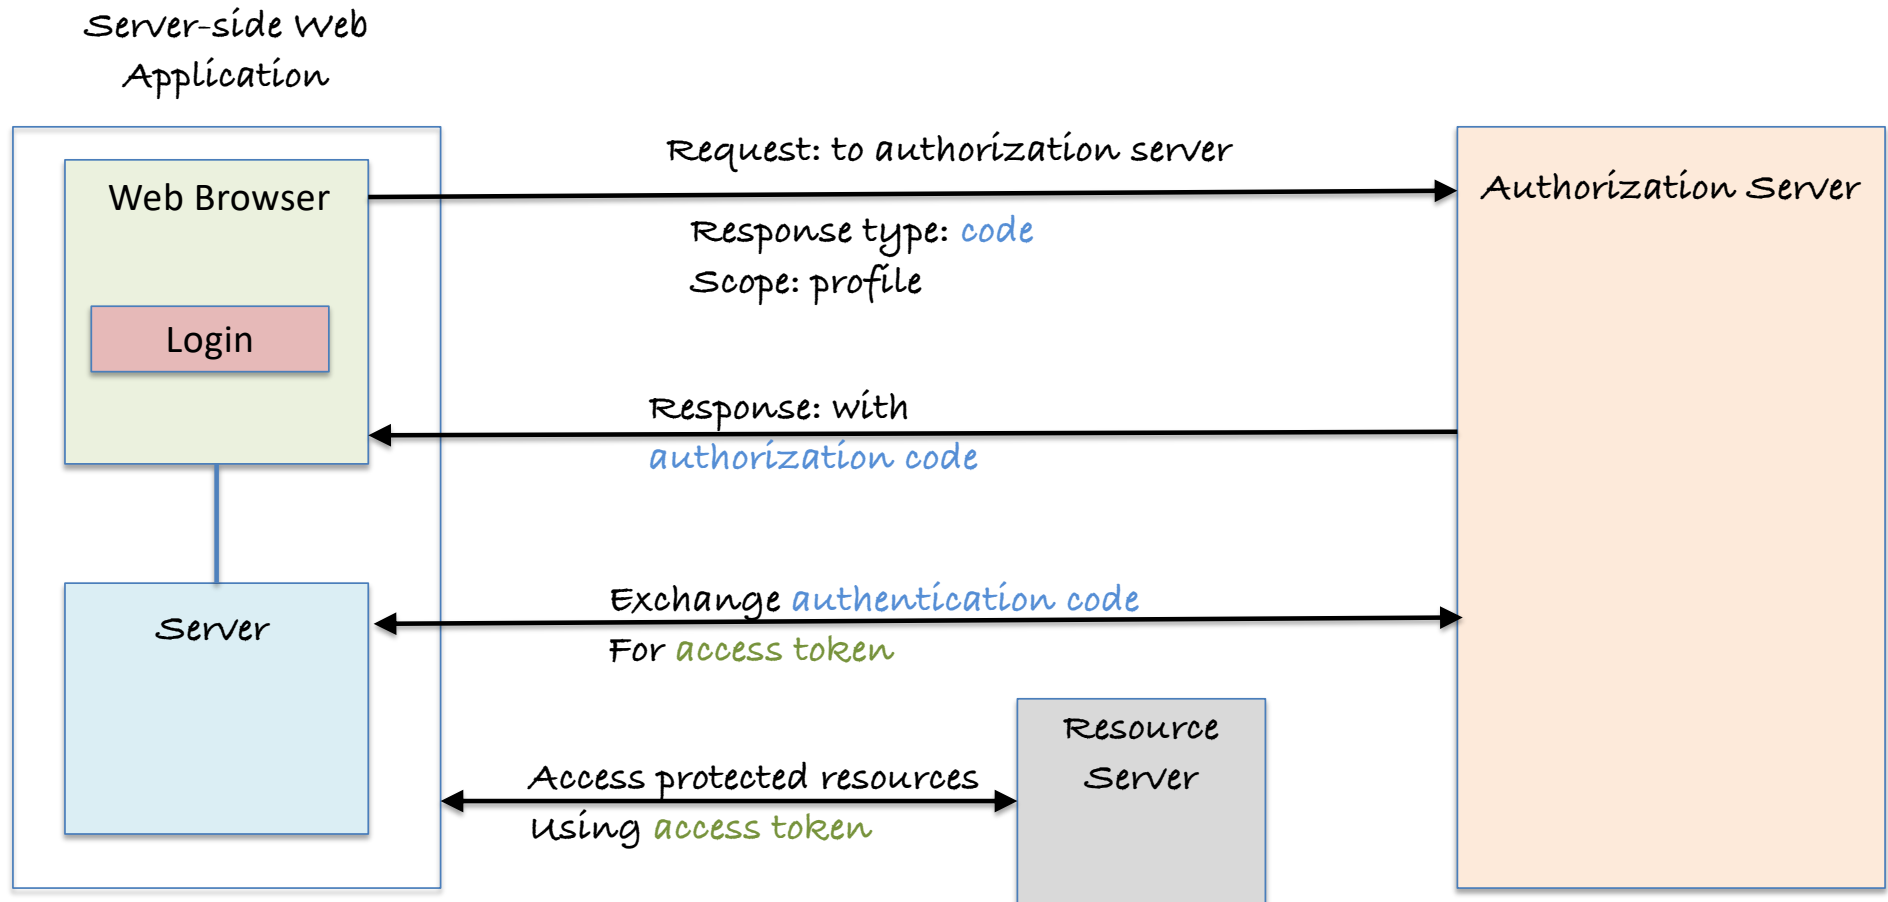 Server-side Web
Application
Request: to authorization server
Web Browser
Authorization Server
Response type: code
Scope: profile
Login
Response: with
authorization code
Exchange authentication code
Server
For access token
Resource
Server
Access protected resources
Using access token